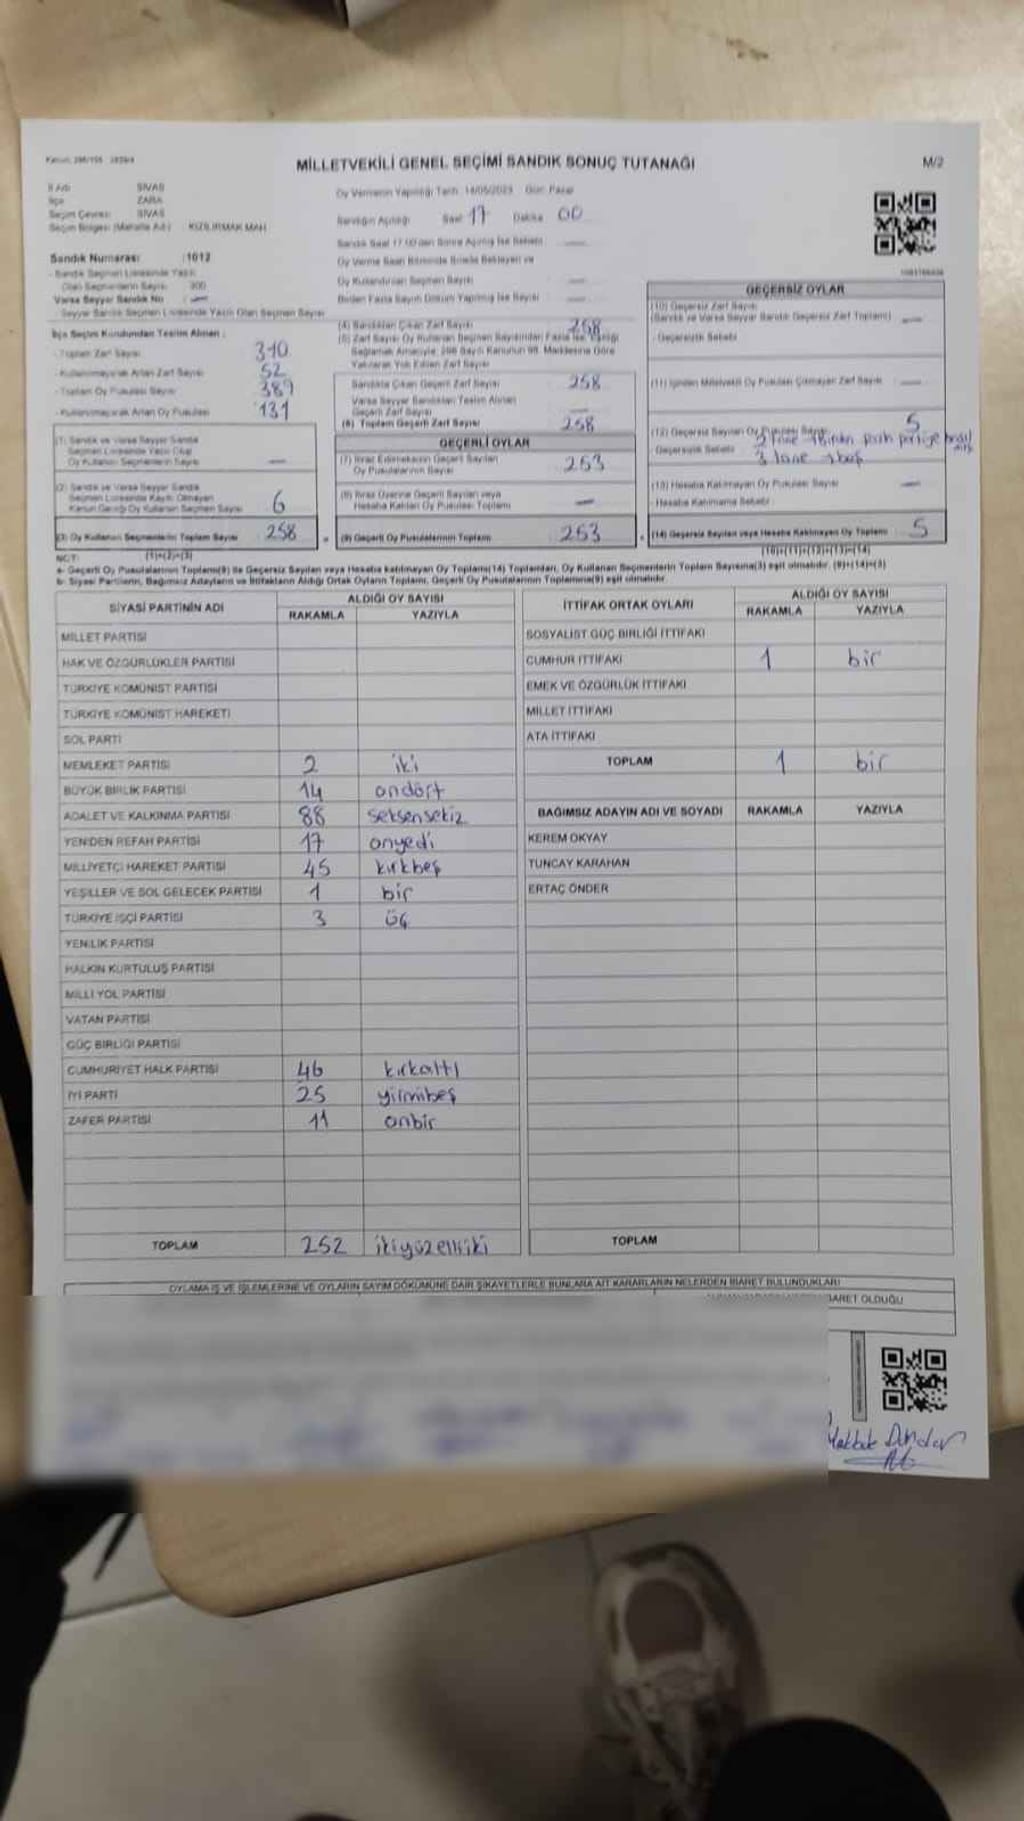 MİLLETVEKİLİ GENEL SEÇİMİ SANDIK SONUÇ TUTANAĞI
M/2
İl Adı SİVAS
İlçe ZARA
Seçim Çevresi SİVAS
Seçim Bölgesi (Mahalle Ad.) KIZILIRMAK MAH.
Sandık Numarası :1012
-Sandık Seçmen Listesinde Yazılı
Olan Seçmenlerin Sayısı 300
Varsa Seyyar Sandık No : —
Seyyar Sandık Seçmen Listesinde Yazılı Olan Seçmen Sayısı
İlçe Seçim Kurulundan Teslim Alınan :
-Toplam Zarf Sayısı 310
-Kullanılmayarak Artan Zarf Sayısı 52
-Toplam Oy Pusulası Sayısı 389
-Kullanılmayarak Artan Oy Pusulası 131
(1) Sandık ve Varsa Seyyar Sandık
Seçmen Listesinde Yazılı Olup
Oy Kullanan Seçmenlerin Sayısı —
(2) Sandık ve Varsa Seyyar Sandık
Seçmen Listesinde Kayıtlı Olmayan
Kanun Gereği Oy Kullanan Seçmen Sayısı 6
(3) Oy Kullanan Seçmenlerin Toplam Sayısı 258
(1)+(2)=(3)
Oy Vermenin Yapıldığı Tarih : 14/05/2023 Gün: Pazar
Sandığın Açıldığı Saat 17 Dakika 00
Sandık Saat 17.00'den Sonra Açılmış İse Sebebi : —
Oy Verme Saati Bitiminde Sırada Bekleyen ve
Oy Kullandırılan Seçmen Sayısı —
Birden Fazla Sayım Döküm Yapılmış İse Sayısı —
(4) Sandıktan Çıkan Zarf Sayısı 258
(5) Zarf Sayısı Oy Kullanan Seçmen Sayısından Fazla İse Eşitliği
Sağlamak Amacıyla, 298 Sayılı Kanunun 98. Maddesine Göre
Yakılarak Yok Edilen Zarf Sayısı
Sandıkta Çıkan Geçerli Zarf Sayısı 258
Varsa Seyyar Sandıktan Teslim Alınan
Geçerli Zarf Sayısı —
(6) Toplam Geçerli Zarf Sayısı 258
GEÇERLİ OYLAR
(7) İtiraz Edilmeksizin Geçerli Sayılan
Oy Pusulalarının Sayısı 253
(8) İtiraz Üzerine Geçerli Sayılan veya
Hesaba Katılan Oy Pusulası Toplamı —
(9) Geçerli Oy Pusulalarının Toplamı 253
GEÇERSİZ OYLAR
(10) Geçersiz Zarf Sayısı
(Sandık ve Varsa Seyyar Sandık Geçersiz Zarf Toplamı) —
- Geçersizlik Sebebi
(11) İçinden Milletvekili Oy Pusulası Çıkmayan Zarf Sayısı —
(12) Geçersiz Sayılan Oy Pusulası Sayısı 5
Geçersizlik Sebebi 2 tane 1binden fazla partiye
3 tane
(13) Hesaba Katılmayan Oy Pusulası Sayısı —
- Hesaba Katılmama Sebebi
(14) Geçersiz Sayılan veya Hesaba Katılmayan Oy Toplamı 5
(10)+(11)+(12)+(13)=(14)
NOT:
a- Geçerli Oy Pusulalarının Toplamı(9) ile Geçersiz Sayılan veya Hesaba katılmayan Oy Toplamı(14) Toplamları, Oy Kullanan Seçmenlerin Toplam Sayısına(3) eşit olmalıdır. (9)+(14)=(3)
b- Siyasi Partilerin, Bağımsız Adayların ve İttifakların Aldığı Ortak Oyların Toplamı, Geçerli Oy Pusulalarının Toplamına(9) eşit olmalıdır.
SİYASİ PARTİNİN ADI ALDIĞI OY SAYISI
RAKAMLA YAZIYLA
MİLLET PARTİSİ
HAK VE ÖZGÜRLÜKLER PARTİSİ
TÜRKİYE KOMÜNİST PARTİSİ
TÜRKİYE KOMÜNİST HAREKETİ
SOL PARTİ
MEMLEKET PARTİSİ 2 iki
BÜYÜK BİRLİK PARTİSİ 14 ondört
ADALET VE KALKINMA PARTİSİ 88 seksensekiz
YENİDEN REFAH PARTİSİ 17 onyedi
MİLLİYETÇİ HAREKET PARTİSİ 45 kırkbeş
YEŞİLLER VE SOL GELECEK PARTİSİ 1 bir
TÜRKİYE İŞÇİ PARTİSİ 3 üç
YENİLİK PARTİSİ
HALKIN KURTULUŞ PARTİSİ
MİLLİ YOL PARTİSİ
VATAN PARTİSİ
GÜÇ BİRLİĞİ PARTİSİ
CUMHURİYET HALK PARTİSİ 46 kırkaltı
İYİ PARTİ 25 yirmibeş
ZAFER PARTİSİ 11 onbir
TOPLAM 252 ikiyüzelliiki
İTTİFAK ORTAK OYLARI ALDIĞI OY SAYISI
RAKAMLA YAZIYLA
SOSYALİST GÜÇ BİRLİĞİ İTTİFAKI
CUMHUR İTTİFAKI 1 bir
EMEK VE ÖZGÜRLÜK İTTİFAKI
MİLLET İTTİFAKI
ATA İTTİFAKI
TOPLAM 1 bir
BAĞIMSIZ ADAYIN ADI VE SOYADI RAKAMLA YAZIYLA
KEREM OKYAY
TUNCAY KARAHAN
ERTAÇ ÖNDER
TOPLAM
OYLAMA İŞ VE İŞLEMLERİNE VE OYLARIN SAYIM DÖKÜMÜNE DAİR ŞİKAYETLERLE BUNLARA AİT KARARLARIN NELERDEN İBARET BULUNDUKLARI
İBARET OLDUĞU